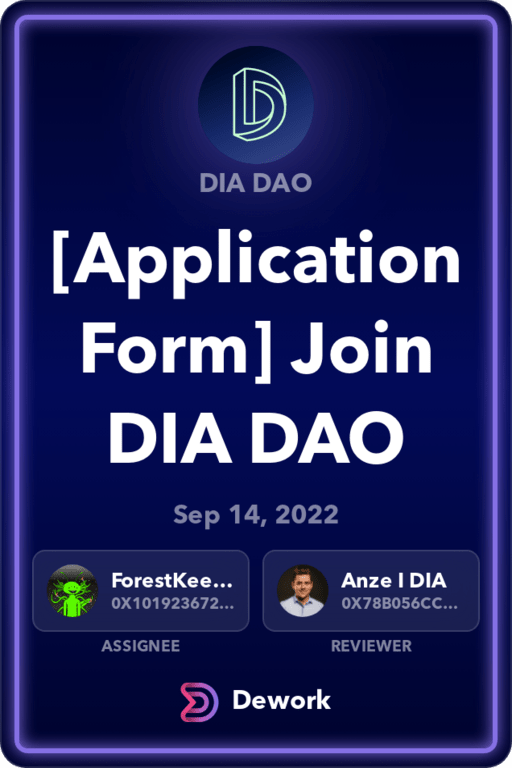 DIA DAO
[Application
Form] Join
DIA DAO
Sep 14, 2022
ForestKee...
0X101923672...
ASSIGNEE
Anze I DIA
0X78B056CC...
REVIEWER
Dework